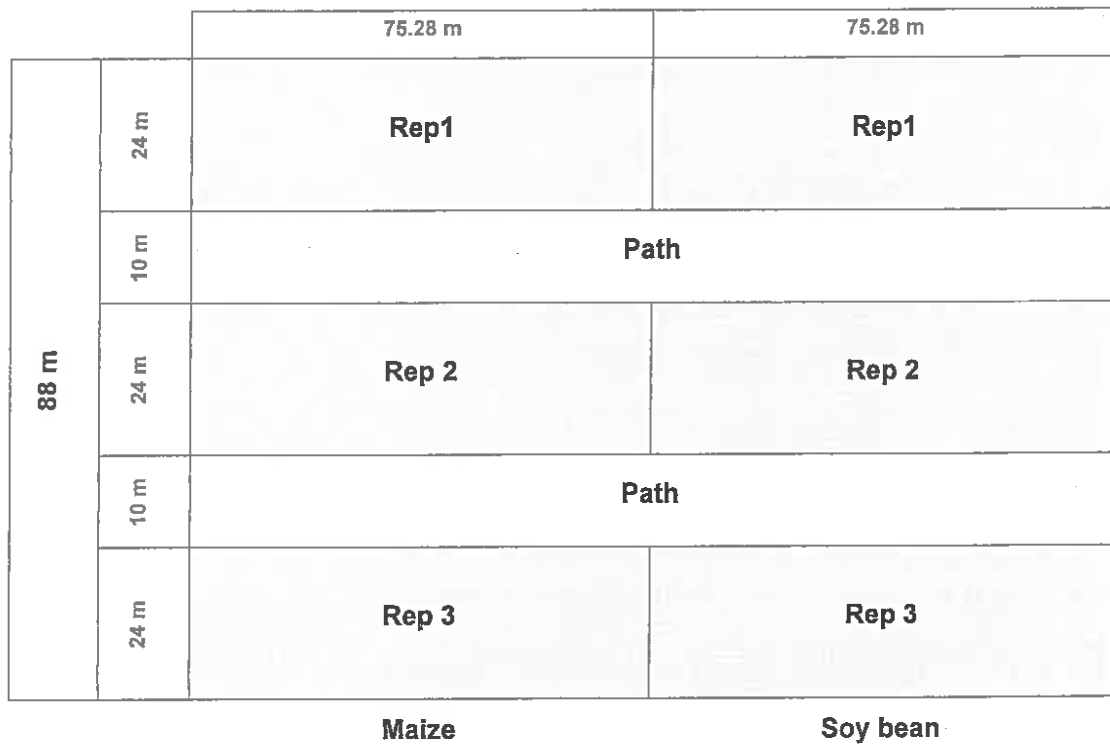 75.28 m 75.28 m
24 m Rep1 Rep1
10 m Path
88 m 24 m Rep 2 Rep 2
10 m Path
24 m Rep 3 Rep 3
Maize Soy bean